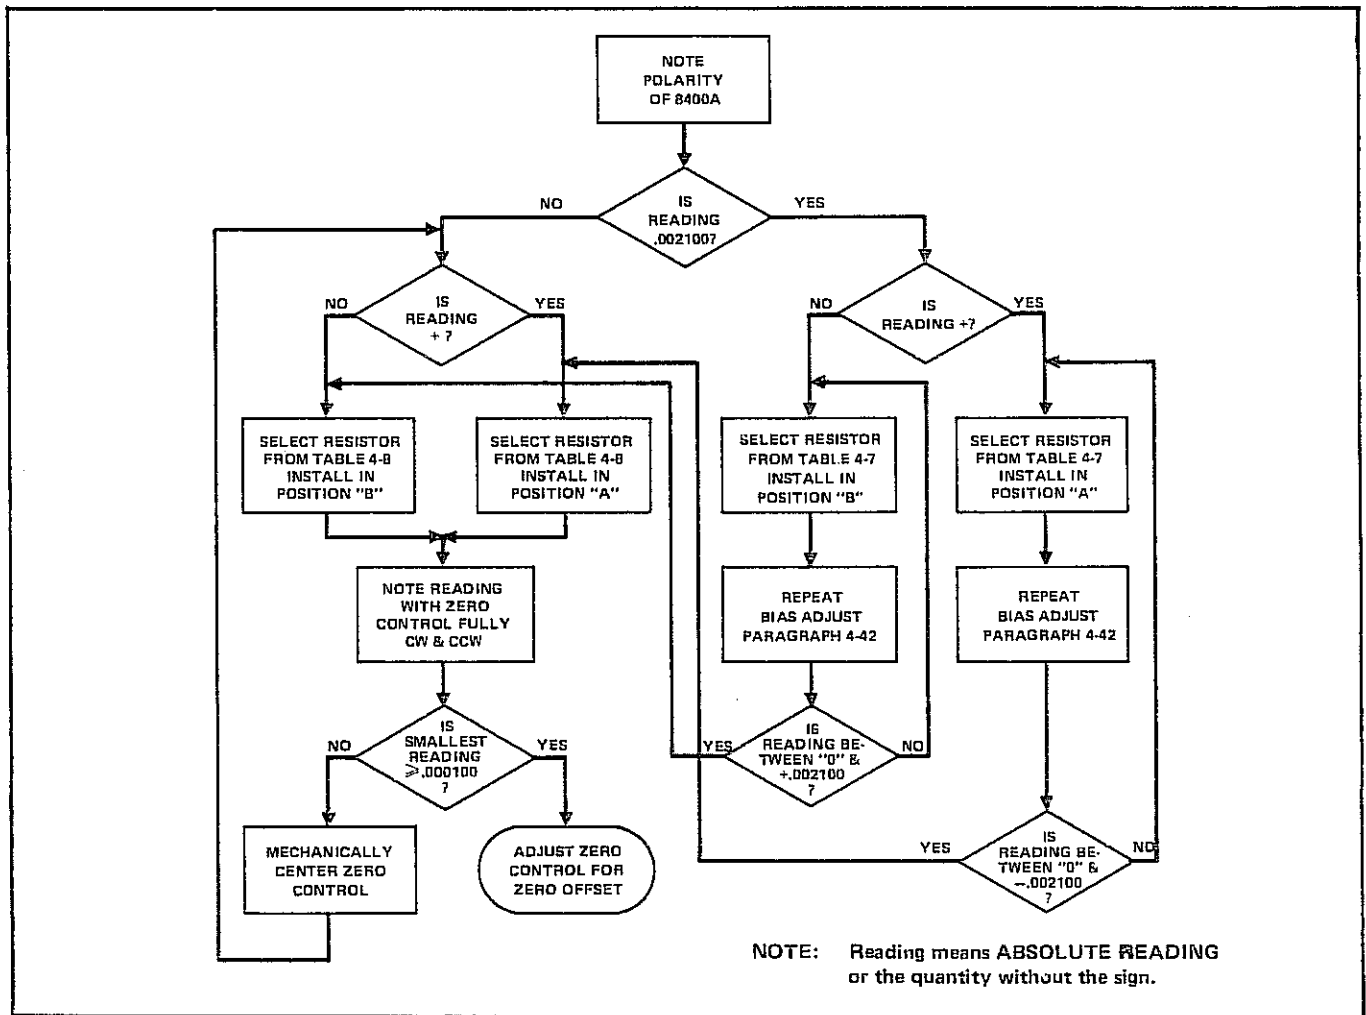 NOTE
POLARITY
OF 8400A
IS
READING
.002100?
NO
YES
IS
READING
+ ?
NO
YES
IS
READING +?
NO
YES
SELECT RESISTOR
FROM TABLE 4-8
INSTALL IN
POSITION "B"
SELECT RESISTOR
FROM TABLE 4-8
INSTALL IN
POSITION "A"
SELECT RESISTOR
FROM TABLE 4-7
INSTALL IN
POSITION "B"
SELECT RESISTOR
FROM TABLE 4-7
INSTALL IN
POSITION "A"
NOTE READING
WITH ZERO
CONTROL FULLY
CW & CCW
REPEAT
BIAS ADJUST
PARAGRAPH 4-42
REPEAT
BIAS ADJUST
PARAGRAPH 4-42
IS
SMALLEST
READING
⩾.000100
?
NO
YES
IS
READING BE-
TWEEN "0" &
+.002100
?
YES
NO
MECHANICALLY
CENTER ZERO
CONTROL
ADJUST ZERO
CONTROL FOR
ZERO OFFSET
IS
READING BE-
TWEEN "0" &
—.002100
?
YES
NO
NOTE: Reading means ABSOLUTE READING
or the quantity without the sign.